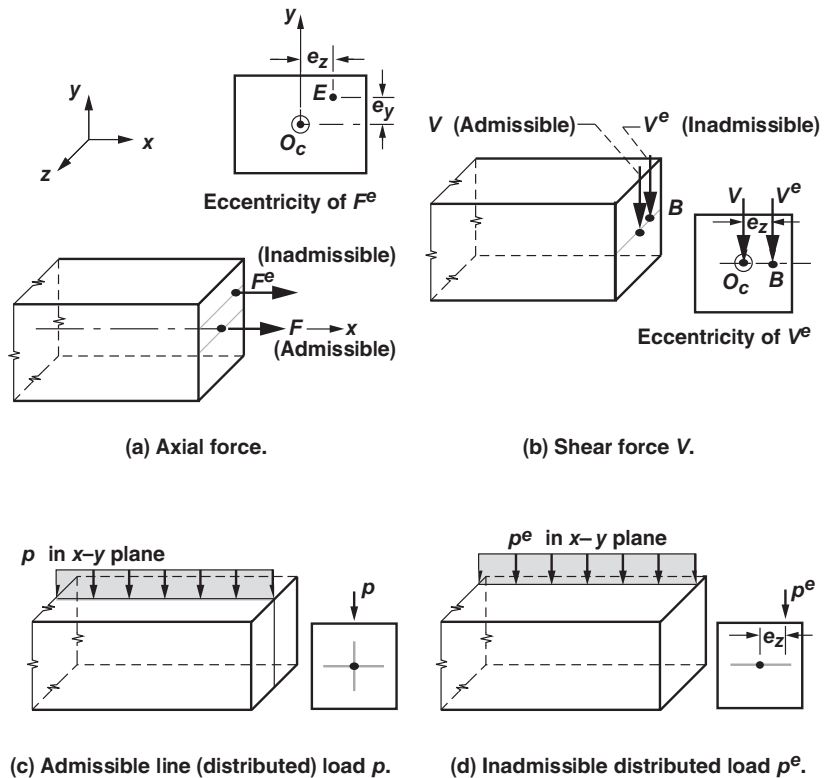 y
e_z
E
e_y
O_c
Eccentricity of F^e
y
x
z
(Inadmissible)
F^e
F
x
(Admissible)
(a) Axial force.
V (Admissible)
V^e (Inadmissible)
B
V
V^e
e_z
O_c
B
Eccentricity of V^e
(b) Shear force V.
p in x–y plane
p
(c) Admissible line (distributed) load p.
p^e in x–y plane
p^e
e_z
(d) Inadmissible distributed load p^e.